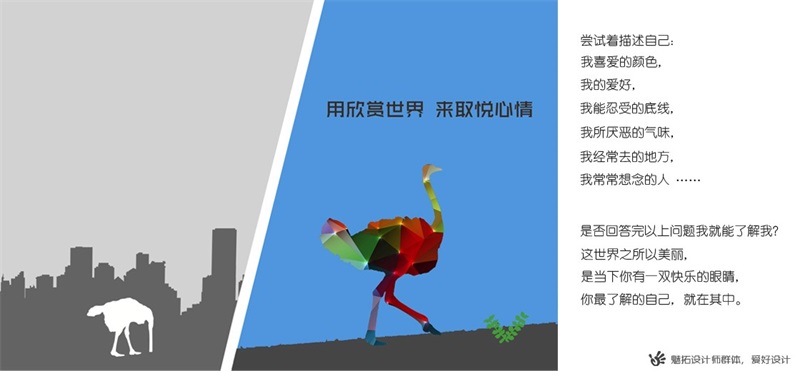 用欣赏世界 来取悦心情
尝试着描述自己:
我喜爱的颜色,
我的爱好,
我能忍受的底线,
我所厌恶的气味,
我经常去的地方,
我常常想念的人 ……
是否回答完以上问题我就能了解我?
这世界之所以美丽,
是当下你有一双快乐的眼睛,
你最了解的自己，就在其中。
魅拓设计师群体，爱好设计